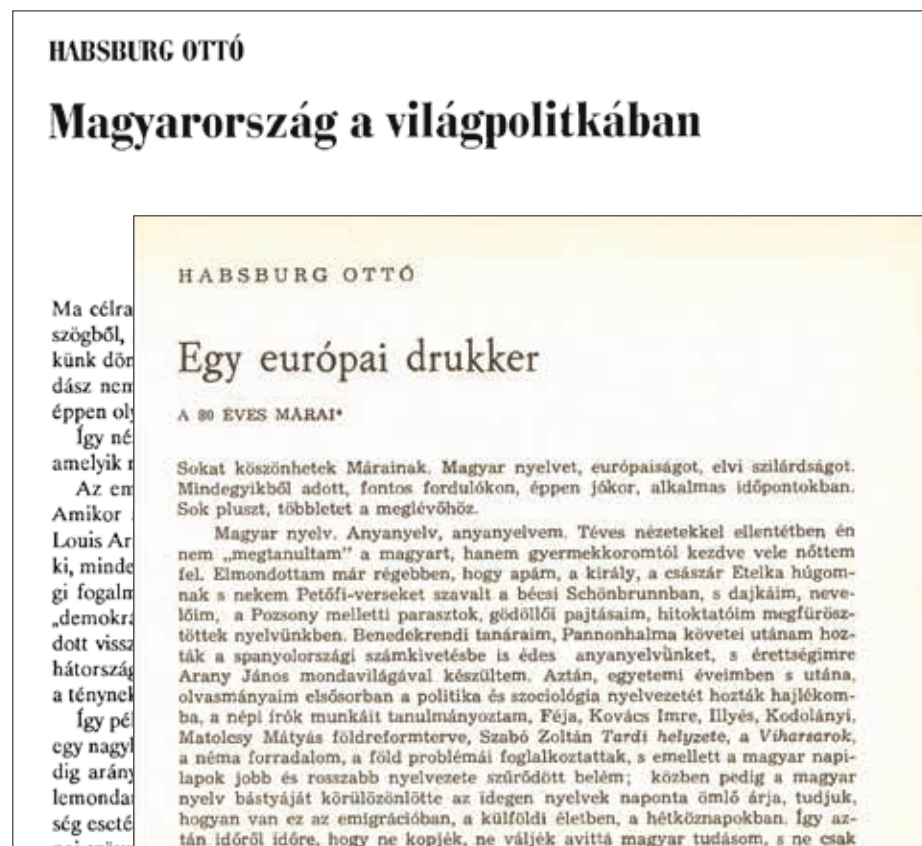 HABSBURG OTTÓ
Magyarország a világpolitkában
Ma célra
szögből,
künk dön
dász nem
éppen oly
Így né
amelyik
Az em
Amikor
Louis Ar
ki, minde
gi fogalm
„demokrá
dott vissz
hátország
a ténynek
Így pél
egy nagyh
dig arány
lemonda
ség eseté
HABSBURG OTTÓ
Egy európai drukker
A 80 ÉVES MÁRAI*
Sokat köszönhetek Márainak. Magyar nyelvet, európaiságot, elvi szilárdságot.
Mindegyikből adott, fontos fordulókon, éppen jókor, alkalmas időpontokban.
Sok pluszt, többletet a meglévőhöz.
Magyar nyelv. Anyanyelv, anyanyelvem. Téves nézetekkel ellentétben én
nem „megtanultam” a magyart, hanem gyermekkoromtól kezdve vele nőttem
fel. Elmondottam már régebben, hogy apám, a király, a császár Etelka húgom-
nak s nekem Petőfi-verseket szavalt a bécsi Schönbrunnban, s dajkáim, neve-
lőim, a Pozsony melletti parasztok, gödöllői pajtásaim, hitoktatóim megfürösz-
töttek nyelvünkben. Benedekrendi tanáraim, Pannonhalma követei utánam hoz-
ták a spanyolországi számkivetésbe is édes anyanyelvünket, s érettségimre
Arany János mondavilágával készültem. Aztán, egyetemi éveimben s utána,
olvasmányaim elsősorban a politika és szociológia nyelvezetét hozták hajlékom-
ba, a népi írók munkáit tanulmányoztam, Féja, Kovács Imre, Illyés, Kodolányi,
Matolcsy Mátyás földreformterve, Szabó Zoltán Tardi helyzete, a Viharsarok,
a néma forradalom, a föld problémái foglalkoztattak, s emellett a magyar napi-
lapok jobb és rosszabb nyelvezete szűrődött belém; közben pedig a magyar
nyelv bástyáját körülözönlötte az idegen nyelvek naponta ömlő árja, tudjuk,
hogyan van ez az emigrációban, a külföldi életben, a hétköznapokban. Így az-
tán időről időre, hogy ne kopjék, ne váljék avittá magyar tudásom, s ne csak